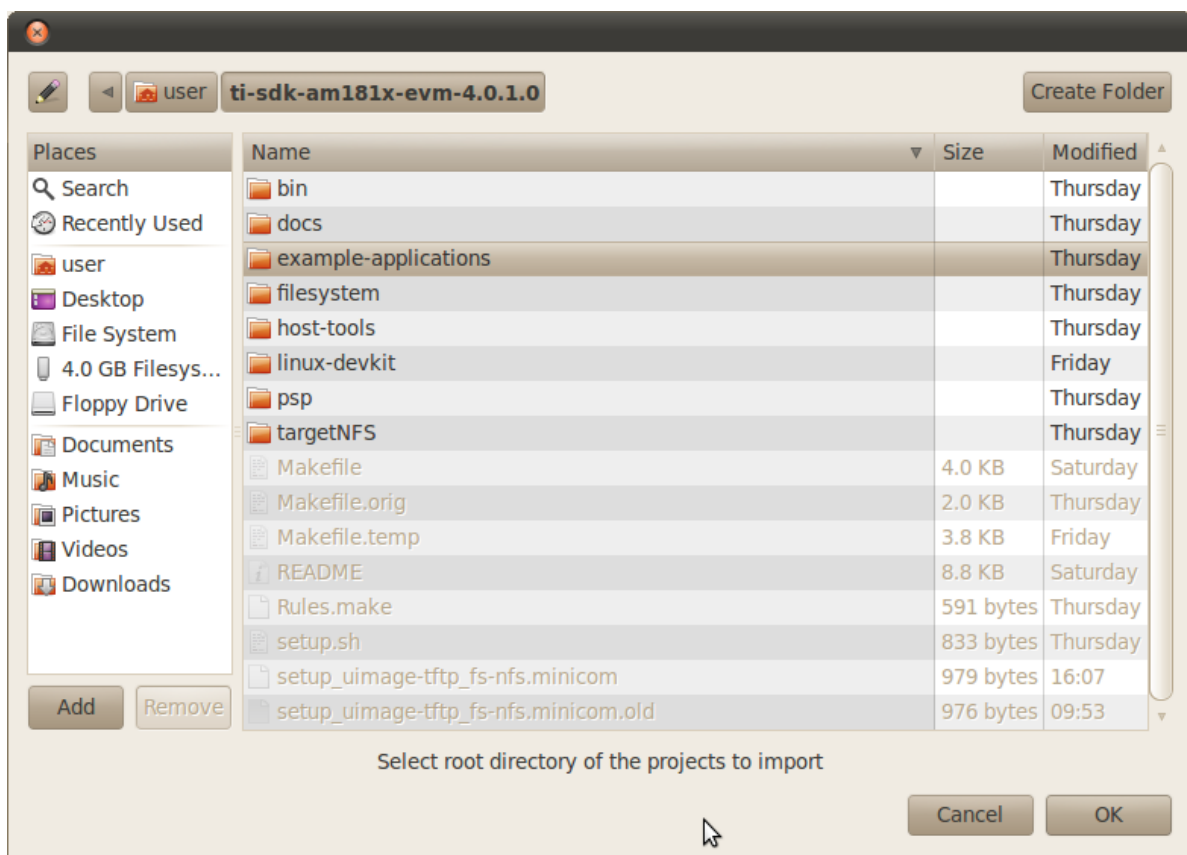 user ti-sdk-am181x-evm-4.0.1.0 Create Folder
Places Name Size Modified
Search bin Thursday
Recently Used docs Thursday
user example-applications Thursday
Desktop filesystem Thursday
File System host-tools Thursday
4.0 GB Filesys... linux-devkit Friday
Floppy Drive psp Thursday
targetNFS Thursday
Documents Makefile 4.0 KB Saturday
Music Makefile.orig 2.0 KB Thursday
Pictures Makefile.temp 3.8 KB Friday
Videos README 8.8 KB Saturday
Downloads Rules.make 591 bytes Thursday
setup.sh 833 bytes Thursday
setup_uimage-tftp_fs-nfs.minicom 979 bytes 16:07
Add Remove setup_uimage-tftp_fs-nfs.minicom.old 976 bytes 09:53
Select root directory of the projects to import
Cancel OK